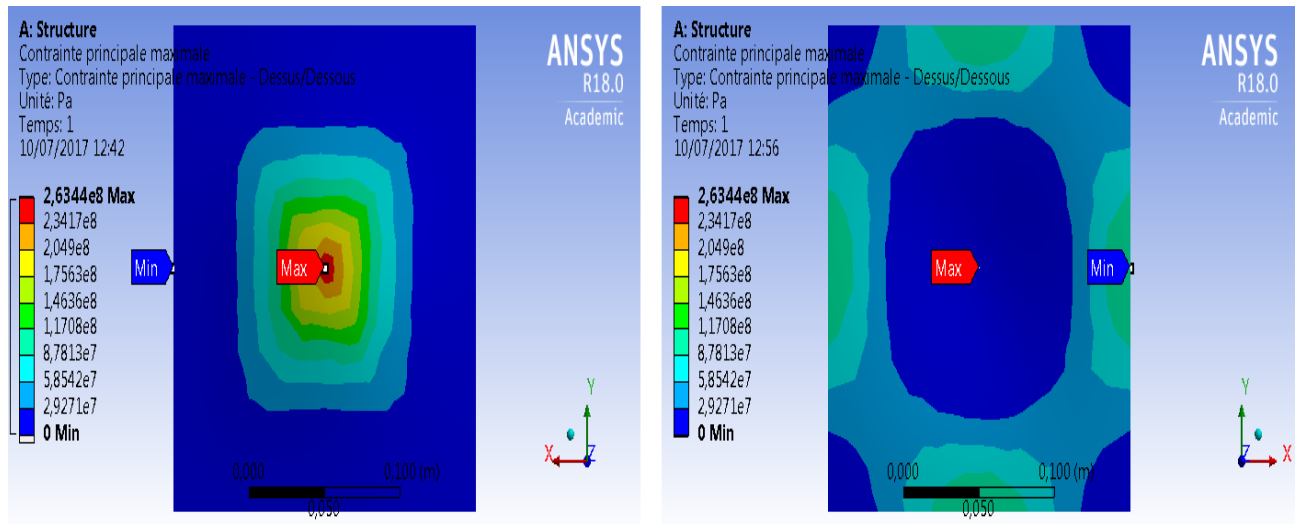 A: Structure
Contrainte principale maximale
Type: Contrainte principale maximale - Dessus/Dessous
Unité: Pa
Temps: 1
10/07/2017 12:42
ANSYS
R18.0
Academic
2,6344e8 Max
2,3417e8
2,049e8
1,7563e8
1,4636e8
1,1708e8
8,7813e7
5,8542e7
2,9271e7
0 Min
Min
Max
0,000
0,100 (m)
0,050
Y
X
Z
A: Structure
Contrainte principale maximale
Type: Contrainte principale maximale - Dessus/Dessous
Unité: Pa
Temps: 1
10/07/2017 12:56
ANSYS
R18.0
Academic
2,6344e8 Max
2,3417e8
2,049e8
1,7563e8
1,4636e8
1,1708e8
8,7813e7
5,8542e7
2,9271e7
0 Min
Max
Min
0,000
0,100 (m)
0,050
Y
Z
X